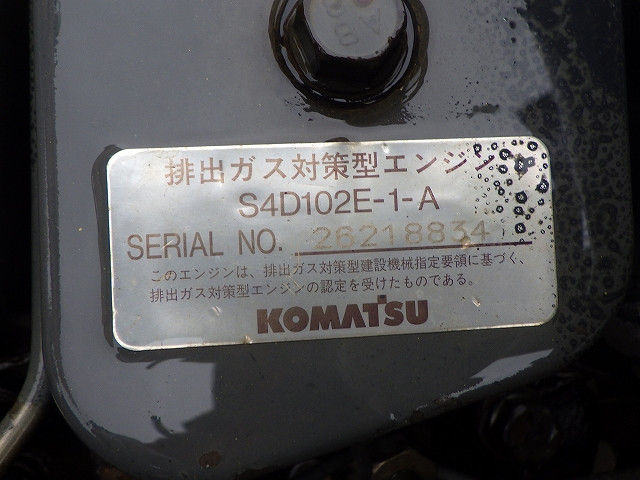 排出ガス対策型エンジン
S4D102E-1-A
SERIAL NO. 26218834
このエンジンは、排出ガス対策型建設機械指定要領に基づく、
排出ガス対策型エンジンの認定を受けたものである。
KOMATSU